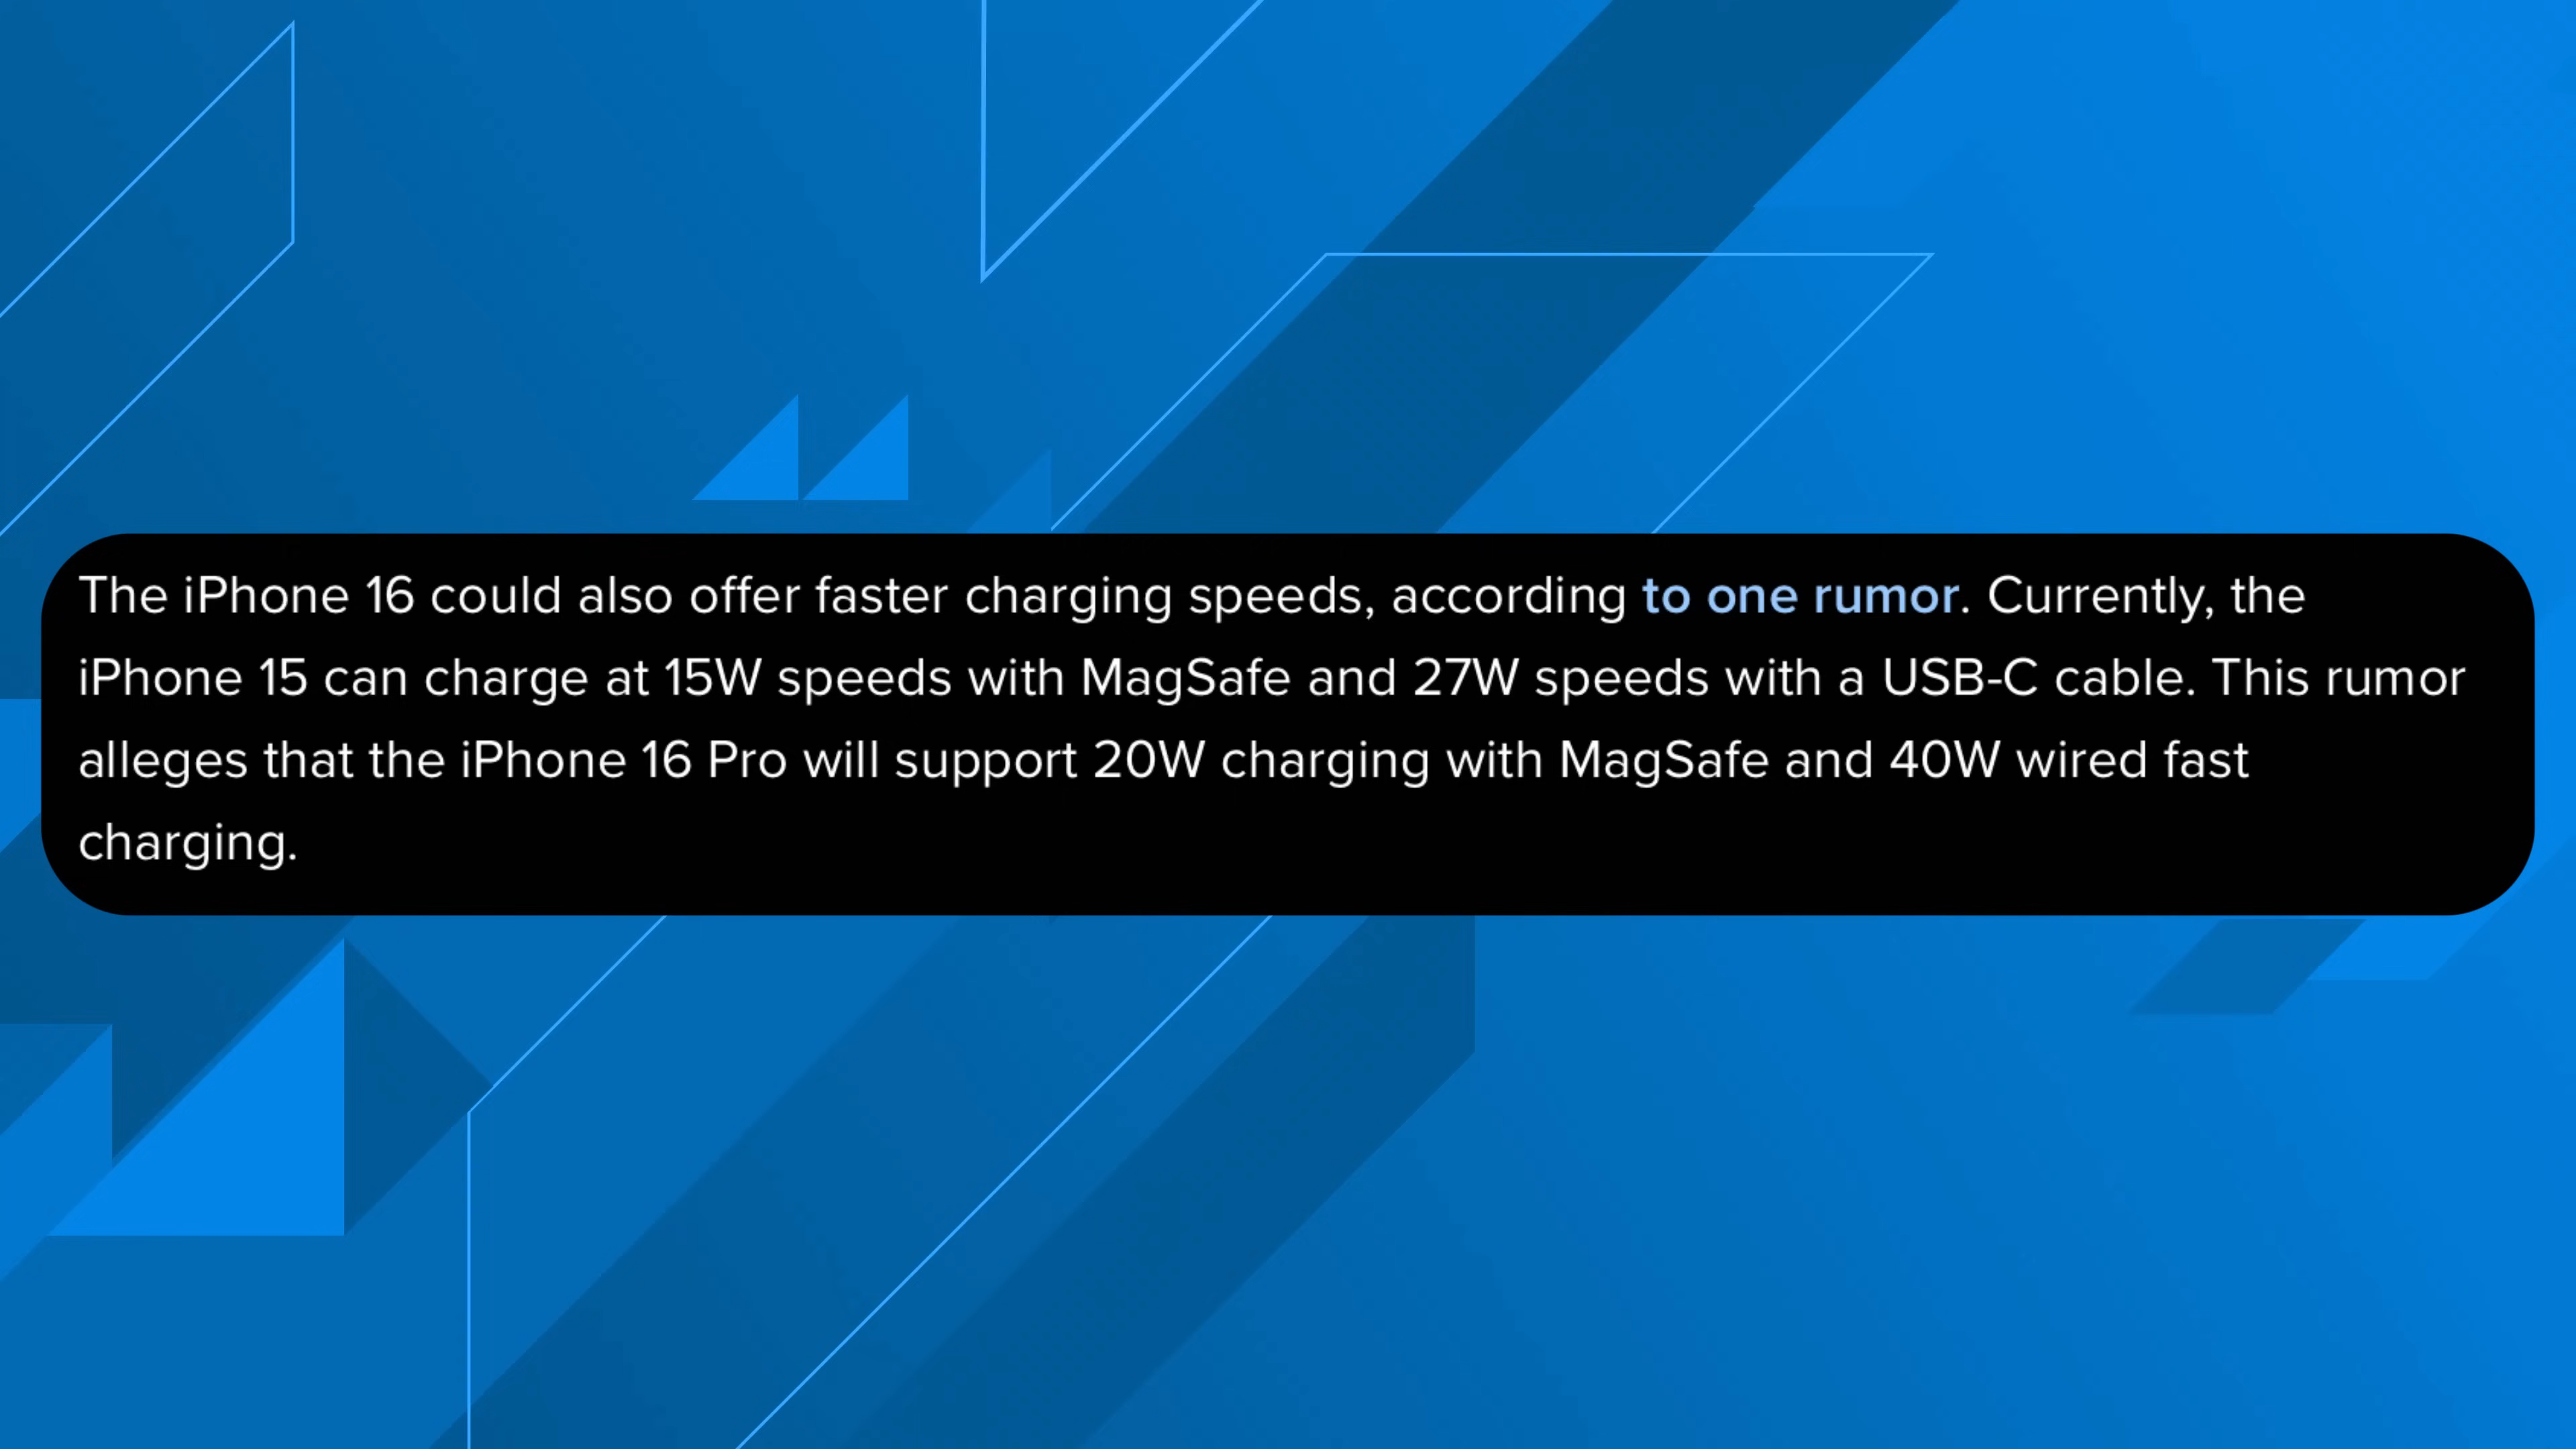 The iPhone 16 could also offer faster charging speeds, according to one rumor. Currently, the
iPhone 15 can charge at 15W speeds with MagSafe and 27W speeds with a USB-C cable. This rumor
alleges that the iPhone 16 Pro will support 20W charging with MagSafe and 40W wired fast
charging.